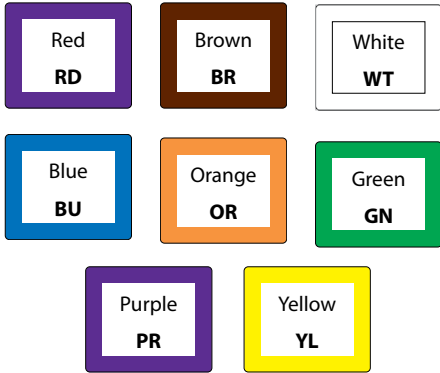 Red
RD
Brown
BR
White
WT
Blue
BU
Orange
OR
Green
GN
Purple
PR
Yellow
YL